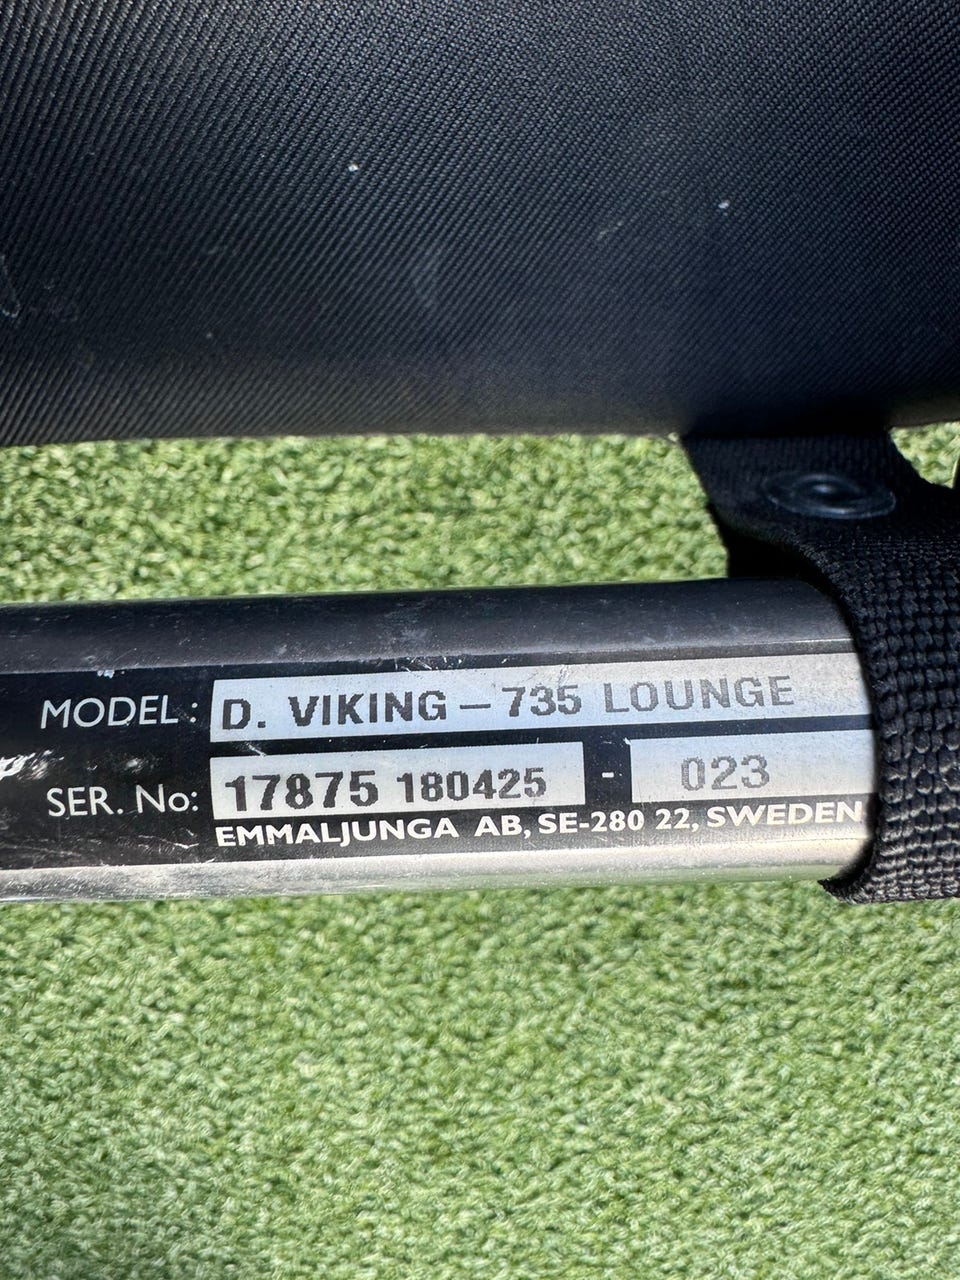 MODEL: D. VIKING - 735 LOUNGE
SER. No: 17875 180425 - 023
EMMALJUNGA AB, SE-280 22, SWEDEN